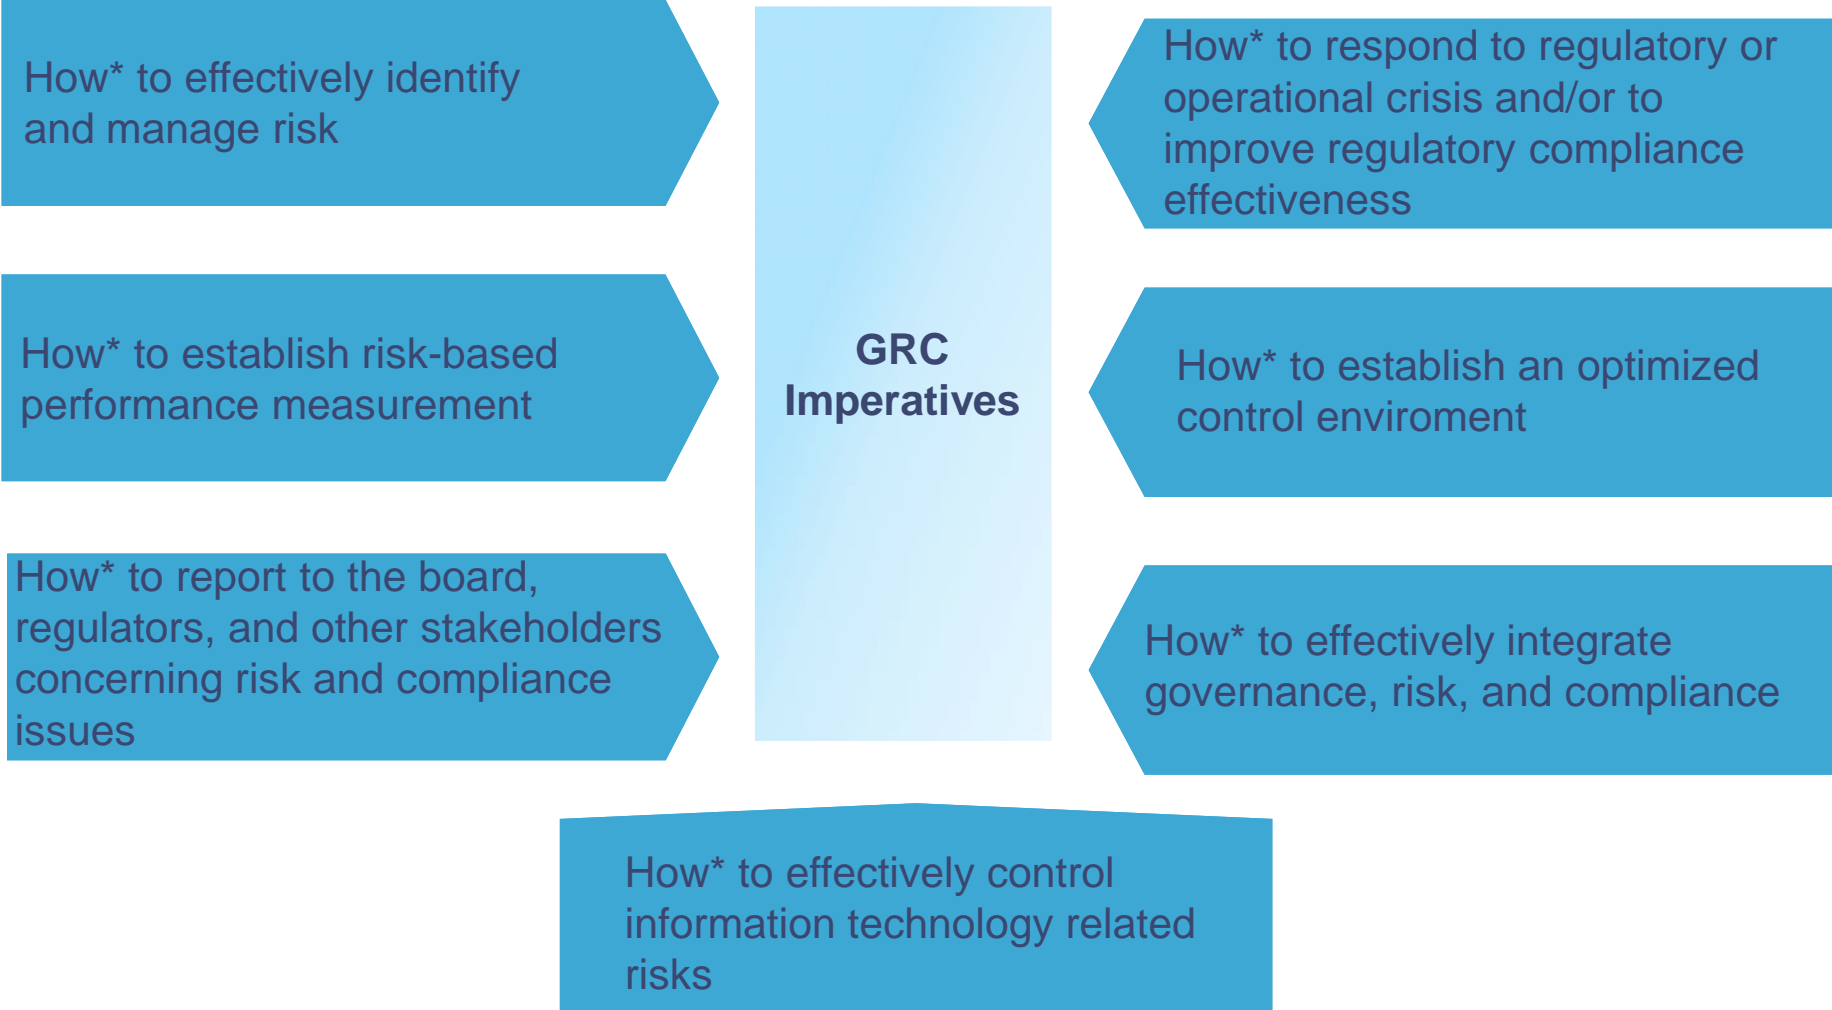 How* to effectively identify
and manage risk
How* to establish risk-based
performance measurement
How* to report to the board,
regulators, and other stakeholders
concerning risk and compliance
issues
GRC
Imperatives
How* to respond to regulatory or
operational crisis and/or to
improve regulatory compliance
effectiveness
How* to establish an optimized
control enviroment
How* to effectively integrate
governance, risk, and compliance
How* to effectively control
information technology related
risks